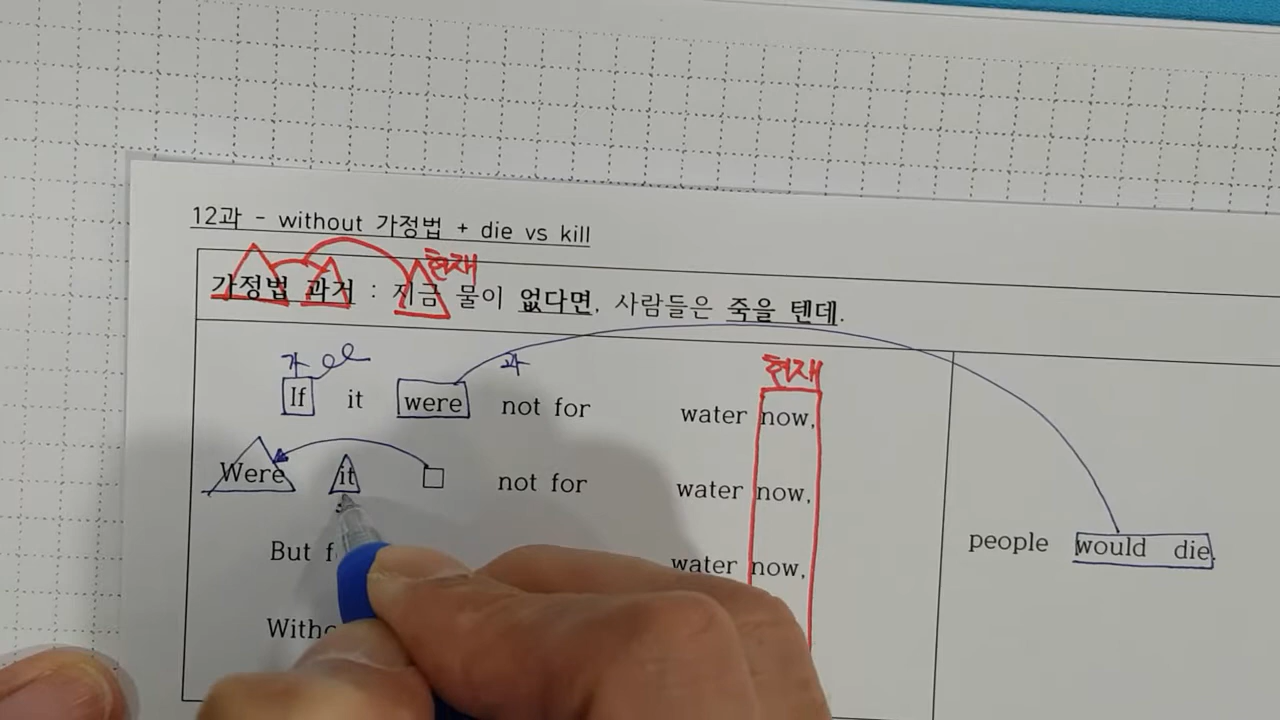 12과 - without 가정법 + die vs kill
현재
가정법 과거 : 지금 물이 없다면, 사람들은 죽을 텐데.
가 과 현재
If it were not for water now,
Were it not for water now,
people would die.
But water now,